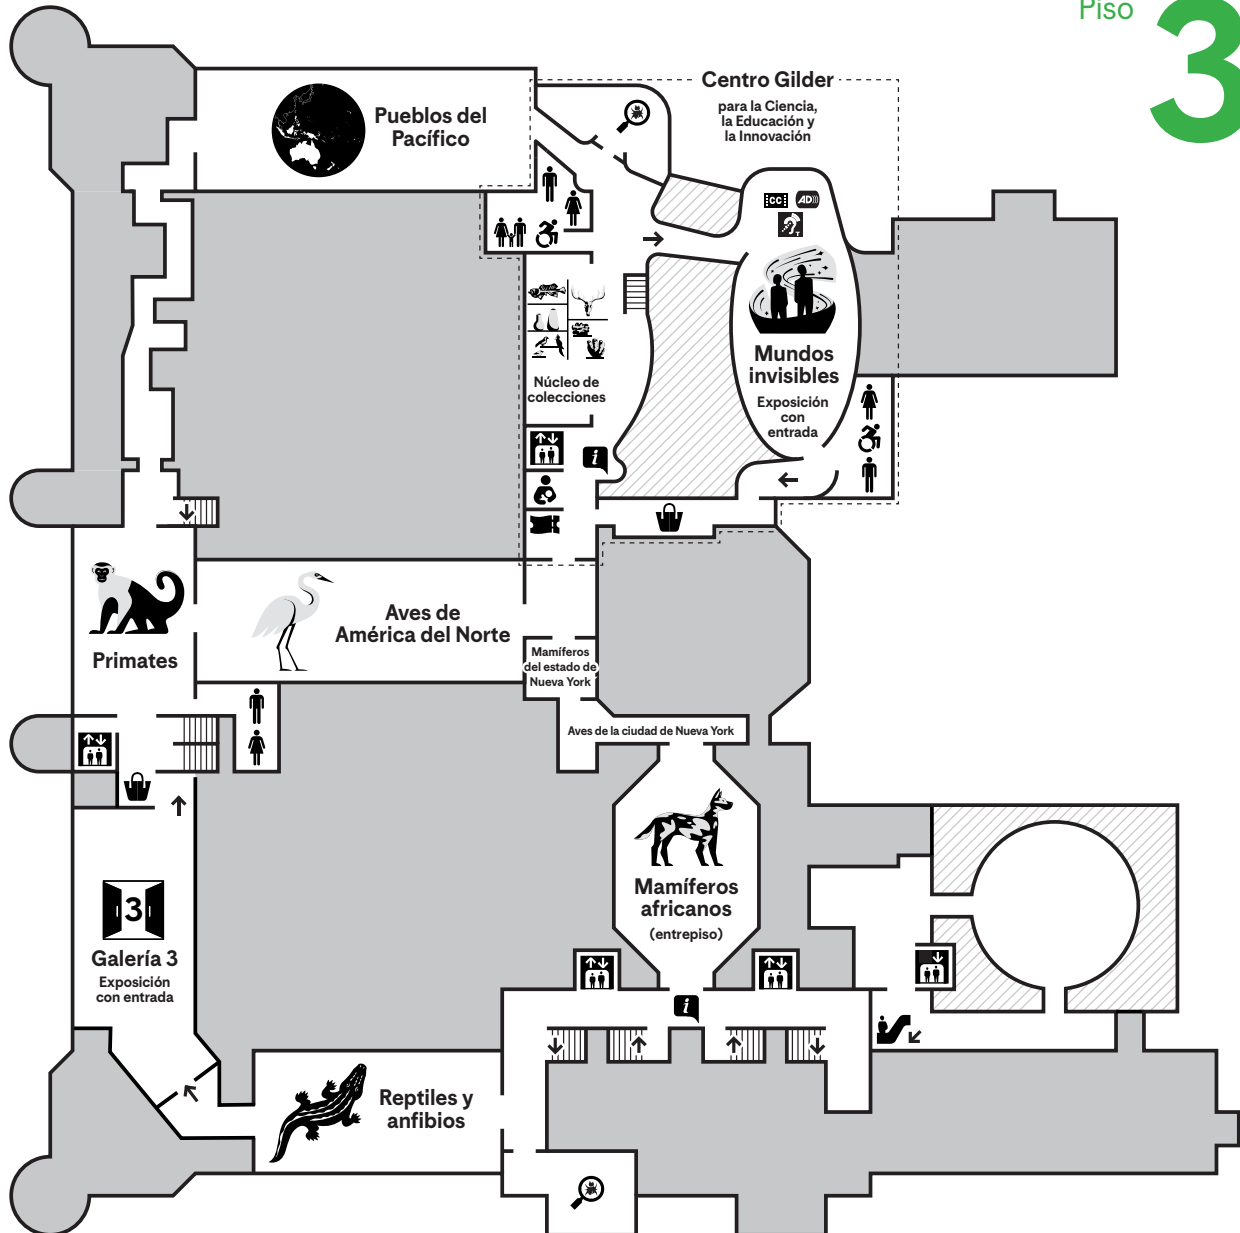 Piso
3
Centro Gilder
para la Ciencia,
la Educación y
la Innovación
Pueblos del
Pacífico
CC
AD
Mundos
invisibles
Exposición
con
entrada
Núcleo de
colecciones
i
Aves de
América del Norte
Primates
Mamíferos
del estado de
Nueva York
Aves de la ciudad de Nueva York
Mamíferos
africanos
(entrepiso)
3
Galería 3
Exposición
con entrada
i
Reptiles y
anfibios